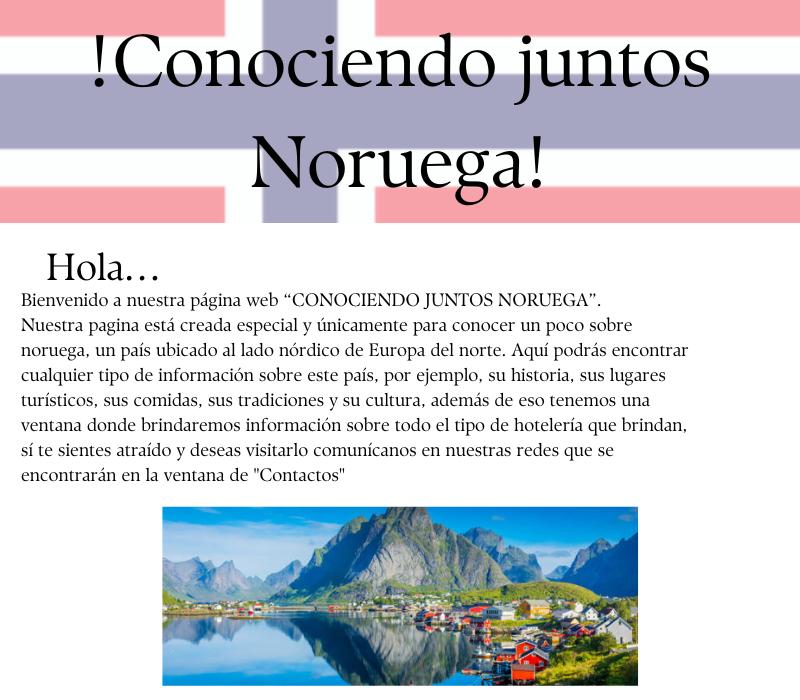 !Conociendo juntos
Noruega!
Hola...
Bienvenido a nuestra página web “CONOCIENDO JUNTOS NORUEGA”.
Nuestra pagina está creada especial y únicamente para conocer un poco sobre
noruega, un país ubicado al lado nórdico de Europa del norte. Aquí podrás encontrar
cualquier tipo de información sobre este país, por ejemplo, su historia, sus lugares
turísticos, sus comidas, sus tradiciones y su cultura, además de eso tenemos una
ventana donde brindaremos información sobre todo el tipo de hotelería que brindan,
sí te sientes atraído y deseas visitarlo comunícanos en nuestras redes que se
encontrarán en la ventana de "Contactos"